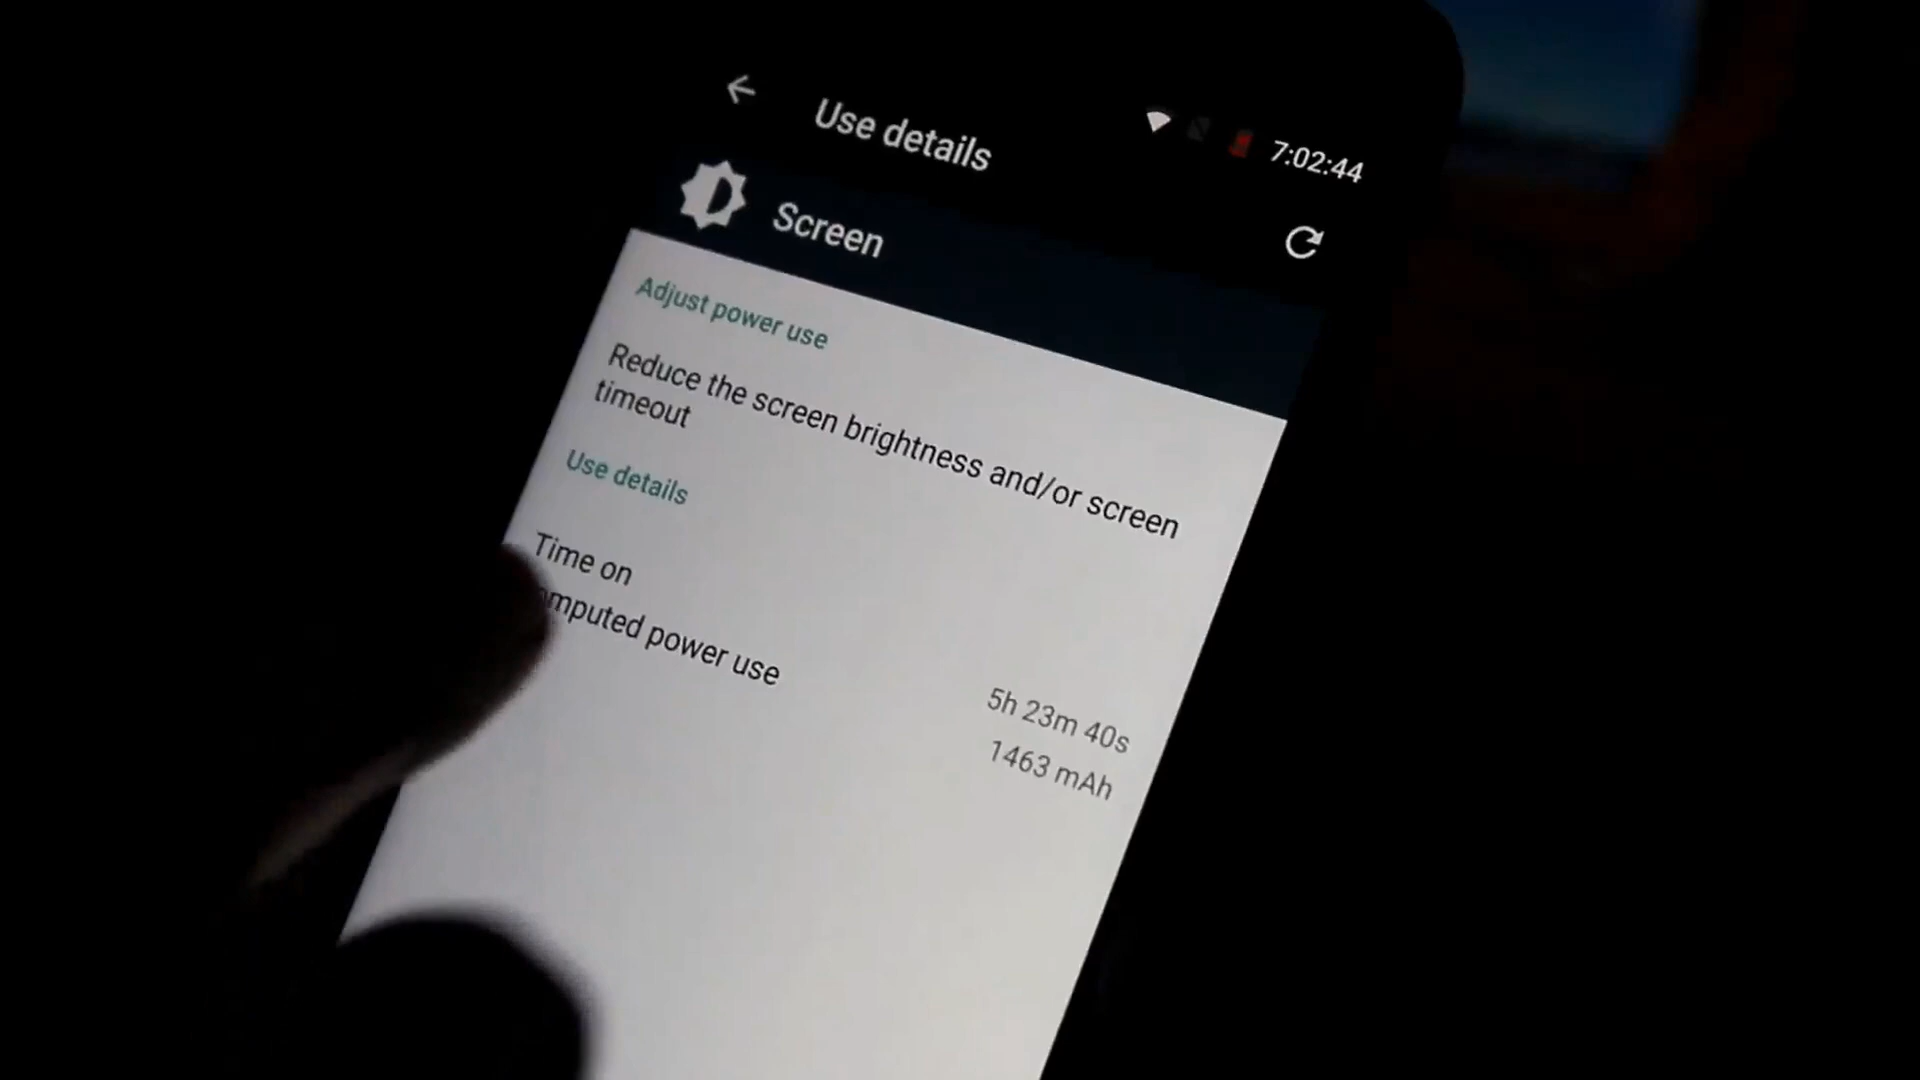 7:02:44
Use details
Screen
Adjust power use
Reduce the screen brightness and/or screen
timeout
Use details
Time on
5h 23m 40s
mputed power use
1463 mAh